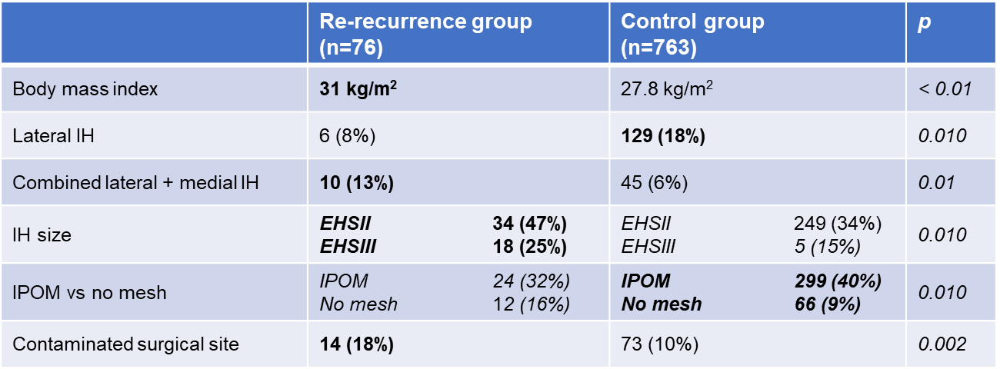 Re-recurrence group (n=76) Control group (n=763) p
Body mass index 31 kg/m² 27.8 kg/m² < 0.01
Lateral IH 6 (8%) 129 (18%) 0.010
Combined lateral + medial IH 10 (13%) 45 (6%) 0.01
IH size EHSII 34 (47%) EHSII 249 (34%) 0.010
EHSIII 18 (25%) EHSIII 5 (15%)
IPOM vs no mesh IPOM 24 (32%) IPOM 299 (40%) 0.010
No mesh 12 (16%) No mesh 66 (9%)
Contaminated surgical site 14 (18%) 73 (10%) 0.002